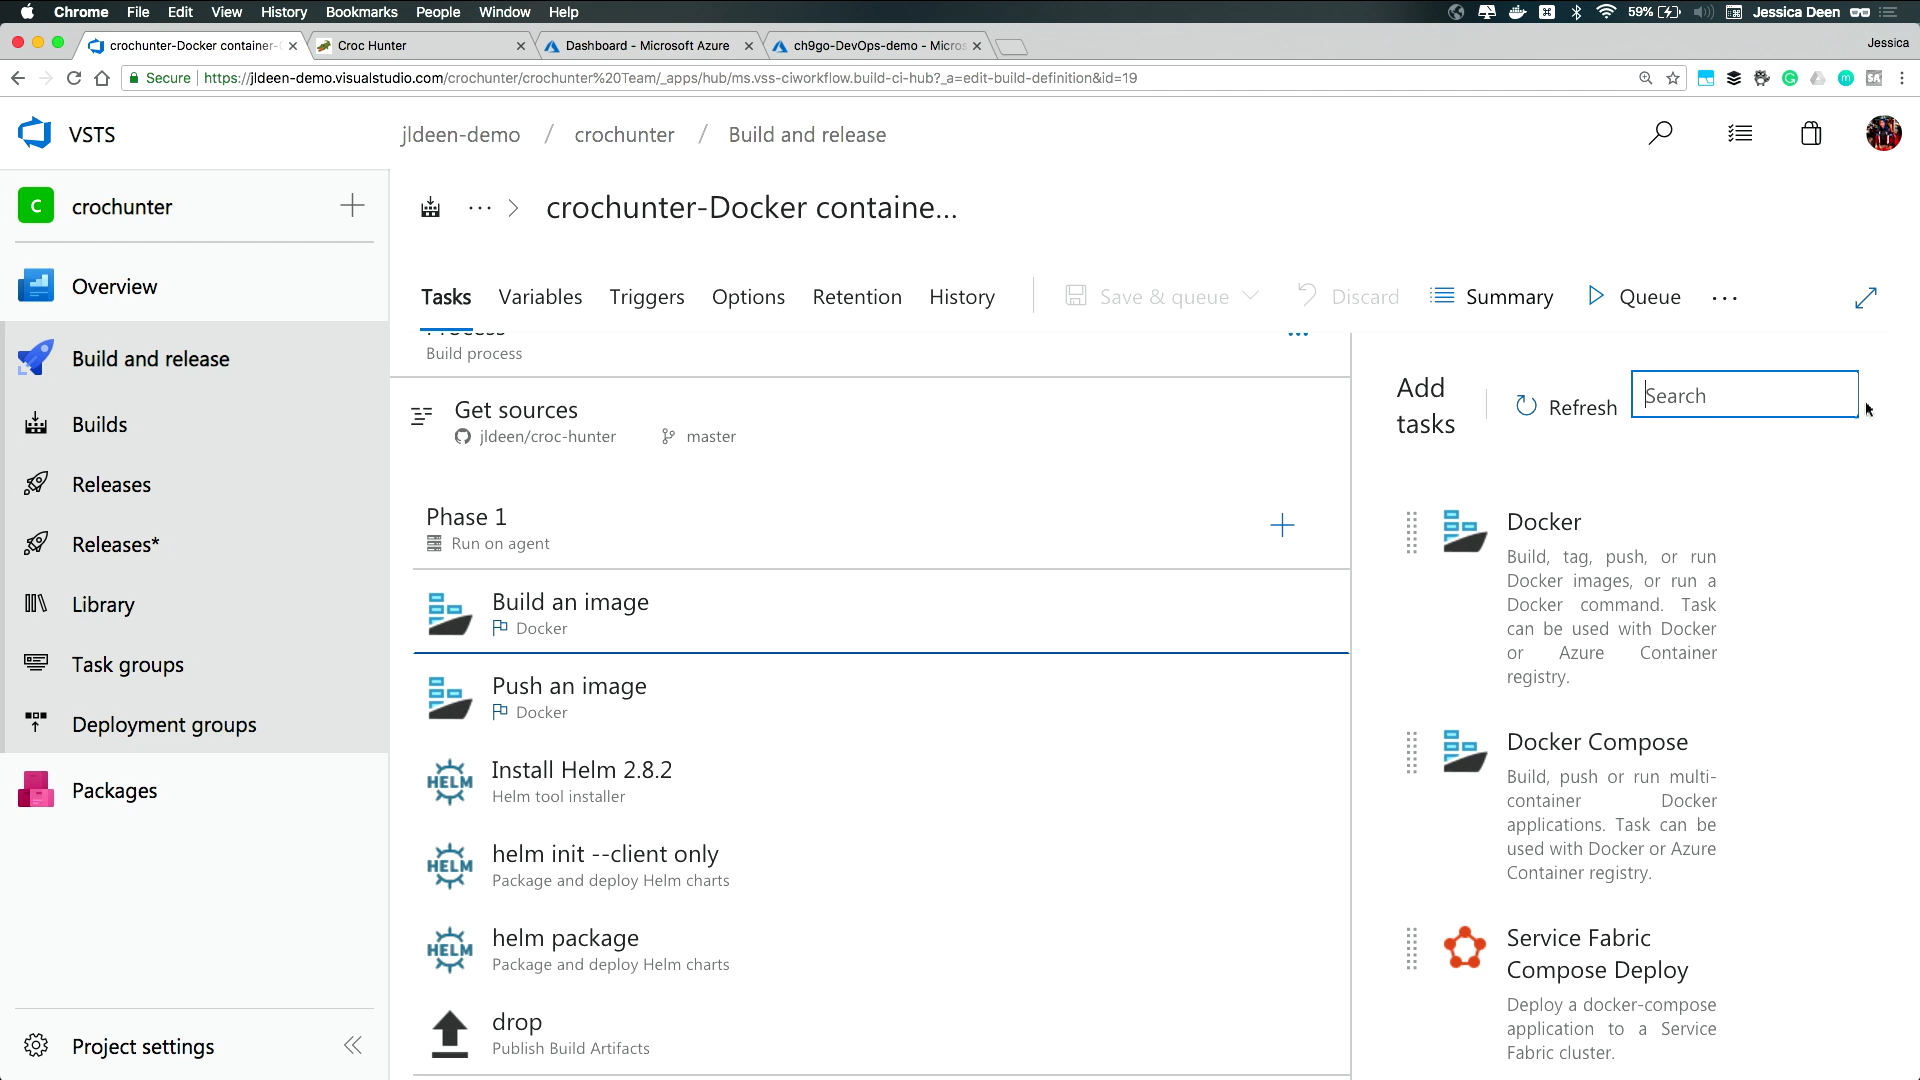 Chrome File Edit View History Bookmarks People Window Help 59% Jessica Deen
crochunter-Docker container- Croc Hunter Dashboard - Microsoft Azure ch9go-DevOps-demo - Micros Jessica
Secure https://jldeen-demo.visualstudio.com/crochunter/crochunter%20Team/_apps/hub/ms.vss-ciworkflow.build-ci-hub?_a=edit-build-definition&id=19
VSTS
jldeen-demo / crochunter / Build and release
C crochunter
crochunter-Docker containe...
Overview
Tasks Variables Triggers Options Retention History Save & queue Discard Summary Queue
Process
Build process
Build and release
Builds
Releases
Releases*
Library
Task groups
Deployment groups
Packages
Project settings
Get sources
jldeen/croc-hunter master
Phase 1
Run on agent
Build an image
Docker
Push an image
Docker
HELM
Install Helm 2.8.2
Helm tool installer
HELM
helm init --client only
Package and deploy Helm charts
HELM
helm package
Package and deploy Helm charts
drop
Publish Build Artifacts
Add
tasks
Refresh
Search
Docker
Build, tag, push, or run
Docker images, or run a
Docker command. Task
can be used with Docker
or Azure Container
registry.
Docker Compose
Build, push or run multi-
container Docker
applications. Task can be
used with Docker or Azure
Container registry.
Service Fabric
Compose Deploy
Deploy a docker-compose
application to a Service
Fabric cluster.